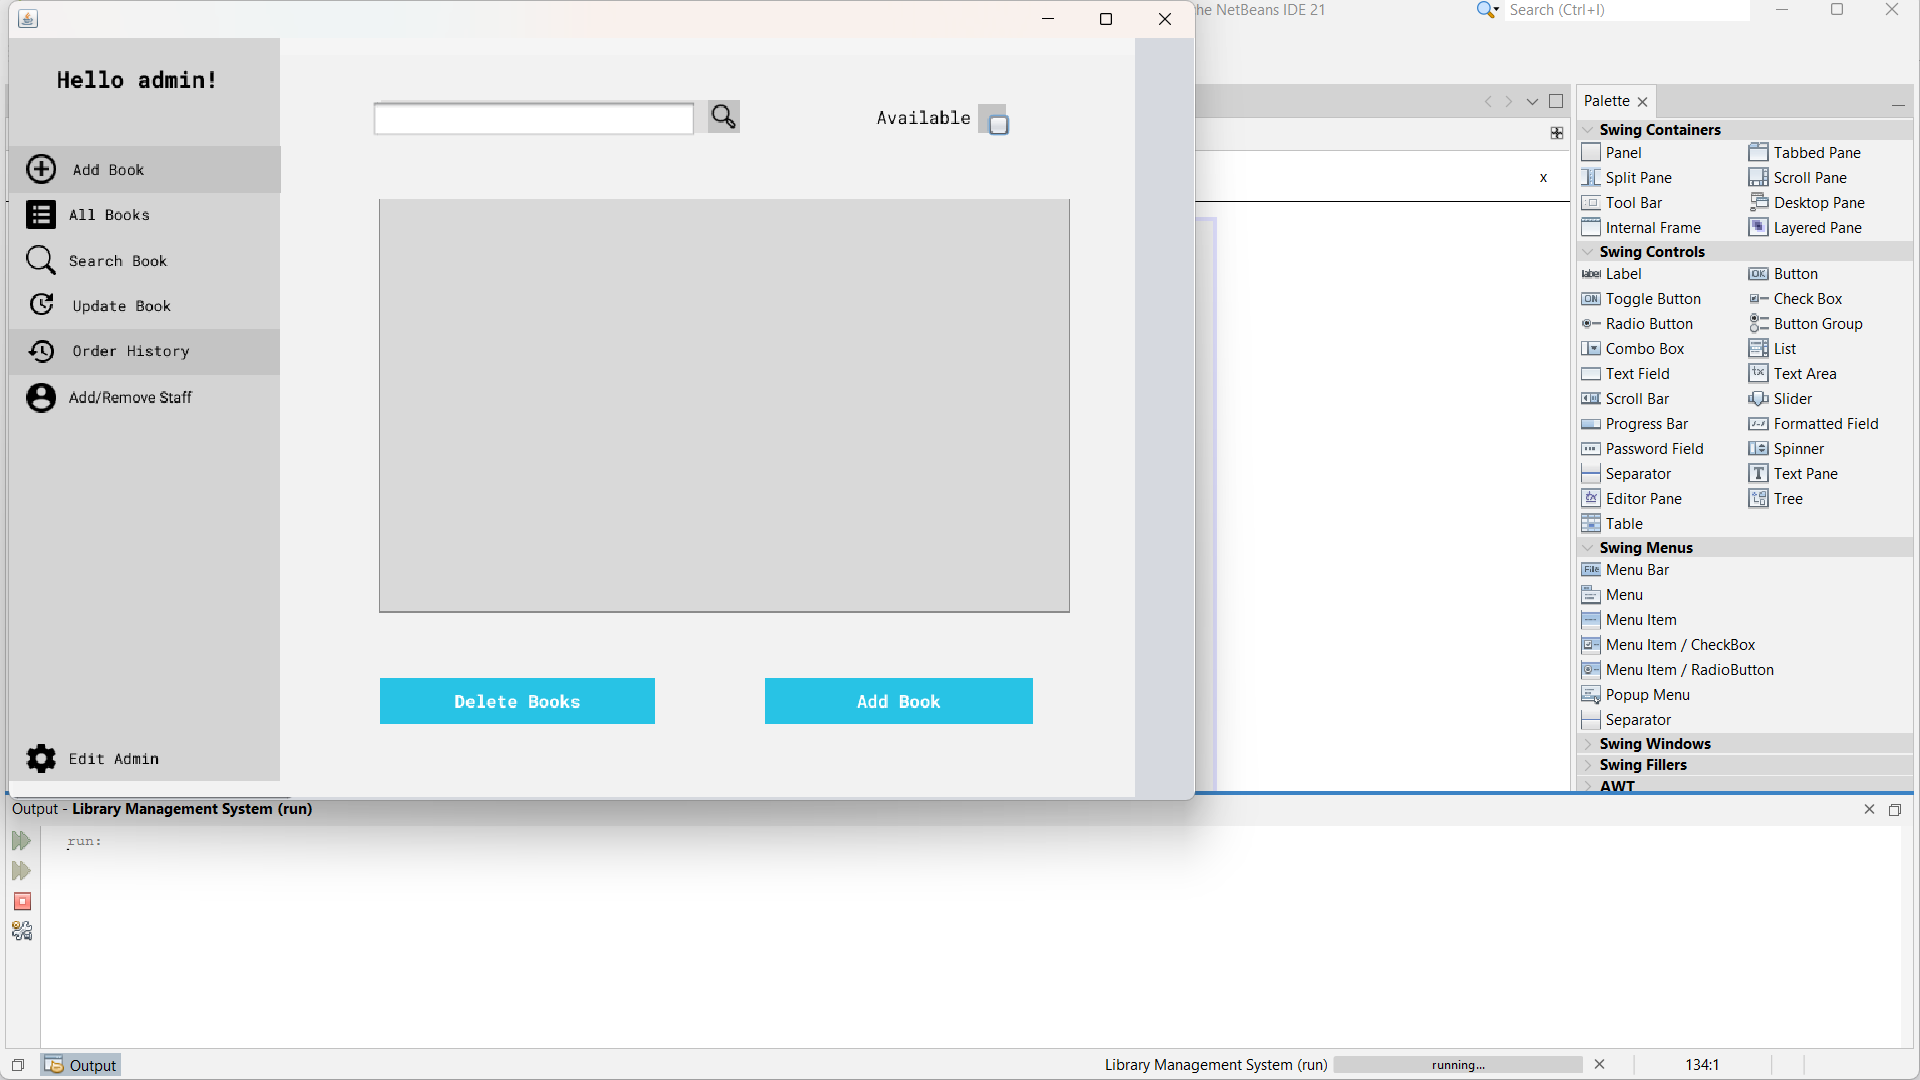 he NetBeans IDE 21
Search (Ctrl+I)
Hello admin!
Available
Add Book
All Books
Search Book
Update Book
Order History
Add/Remove Staff
Edit Admin
Delete Books
Add Book
x
Palette
Swing Containers
Panel
Tabbed Pane
Split Pane
Scroll Pane
Tool Bar
Desktop Pane
Internal Frame
Layered Pane
Swing Controls
label Label
OK Button
ON Toggle Button
Check Box
Radio Button
Button Group
Combo Box
List
Text Field
Text Area
Scroll Bar
Slider
Progress Bar
Formatted Field
Password Field
Spinner
Separator
Text Pane
Editor Pane
Tree
Table
Swing Menus
File Menu Bar
Menu
Menu Item
Menu Item / CheckBox
Menu Item / RadioButton
Popup Menu
Separator
Swing Windows
Swing Fillers
AWT
Output - Library Management System (run)
run:
Output
Library Management System (run)
running...
134:1